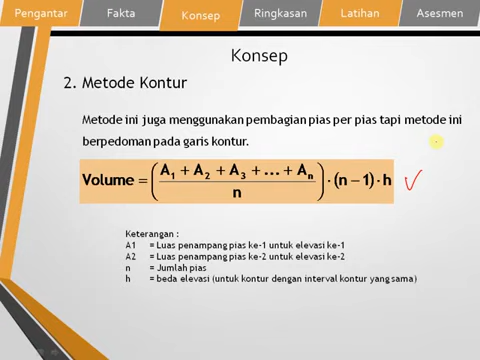 Pengantar Fakta Konsep Ringkasan Latihan Asesmen
Konsep
2. Metode Kontur
Metode ini juga menggunakan pembagian pias per pias tapi metode ini
berpedoman pada garis kontur.
Volume = ( (A₁ + A₂ + A₃ + ... + Aₙ) / n ) · (n − 1) · h
Keterangan :
A1 = Luas penampang pias ke-1 untuk elevasi ke-1
A2 = Luas penampang pias ke-2 untuk elevasi ke-2
n = Jumlah pias
h = beda elevasi (untuk kontur dengan interval kontur yang sama)